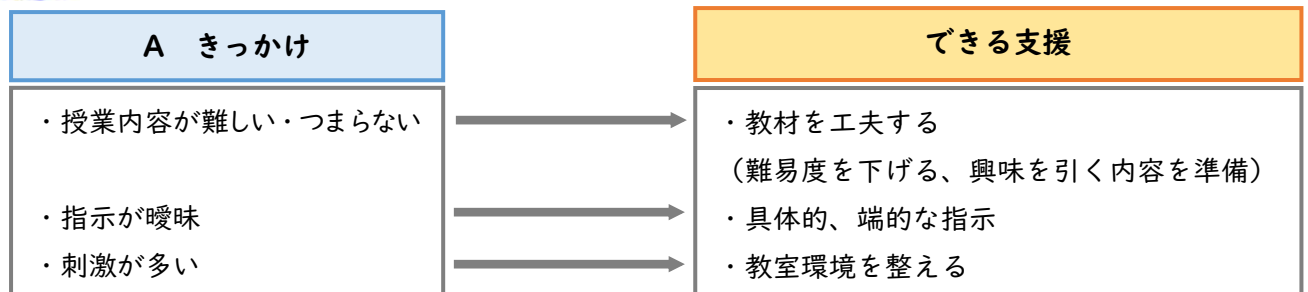 A きっかけ
できる支援
・授業内容が難しい・つまらない
・教材を工夫する
（難易度を下げる、興味を引く内容を準備）
・指示が曖昧
・具体的、端的な指示
・刺激が多い
・教室環境を整える